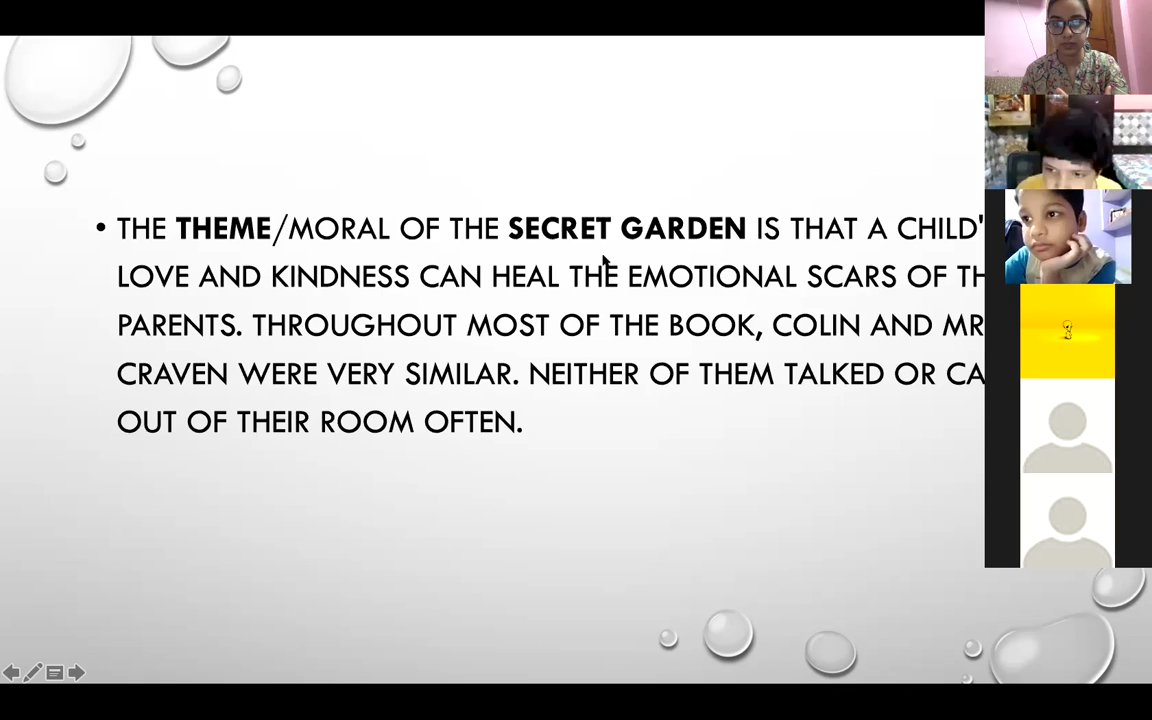 • THE THEME/MORAL OF THE SECRET GARDEN IS THAT A CHILD'
LOVE AND KINDNESS CAN HEAL THE EMOTIONAL SCARS OF
PARENTS. THROUGHOUT MOST OF THE BOOK, COLIN AND MR
CRAVEN WERE VERY SIMILAR. NEITHER OF THEM TALKED OR
OUT OF THEIR ROOM OFTEN.